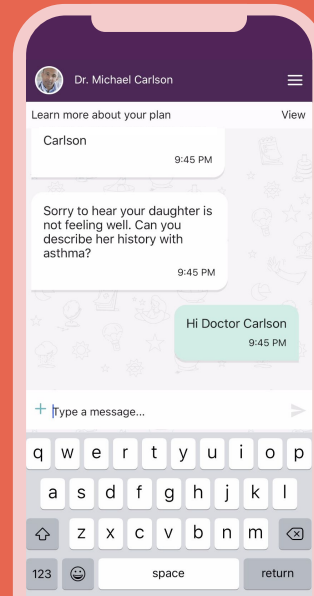 Dr. Michael Carlson
Learn more about your plan View
Carlson
9:45 PM
Sorry to hear your daughter is
not feeling well. Can you
describe her history with
asthma?
9:45 PM
Hi Doctor Carlson
9:45 PM
+ Type a message...
q w e r t y u i o p
a s d f g h j k l
z x c v b n m
123 space return